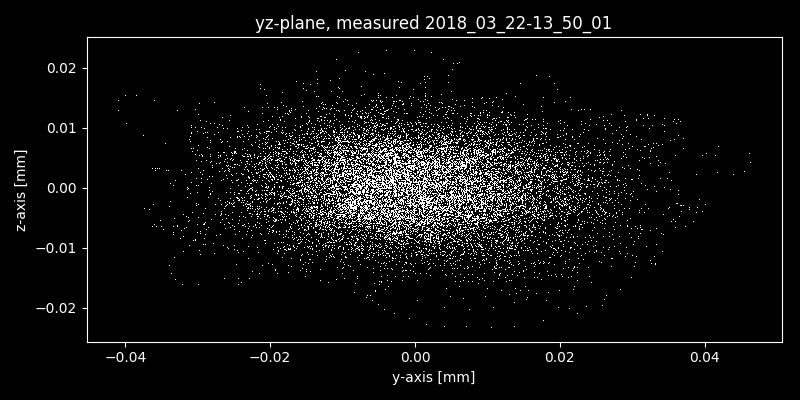 yz-plane, measured 2018_03_22-13_50_01
0.02
0.01
0.00
−0.01
−0.02
z-axis [mm]
−0.04 −0.02 0.00 0.02 0.04
y-axis [mm]